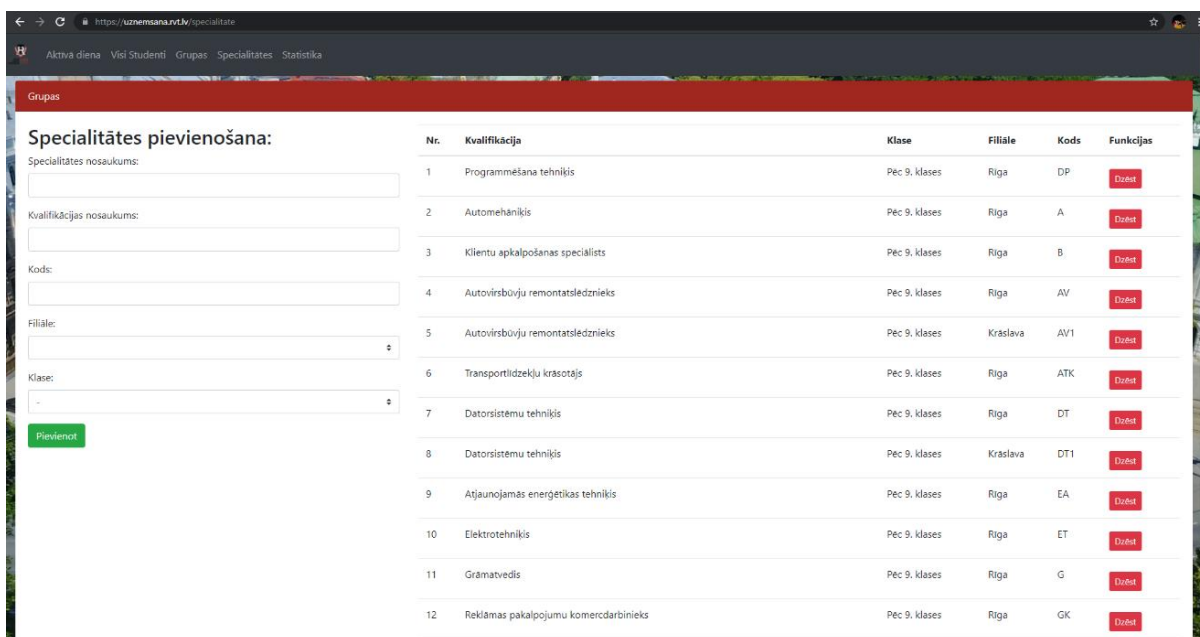 https://uznemsana.rvt.lv/specialitate
Aktīvā diena Visi Studenti Grupas Specialitātes Statistika
Grupas
Specialitātes pievienošana:
Specialitātes nosaukums:
Kvalifikācijas nosaukums:
Kods:
Filiāle:
Klase:
-
Pievienot
Nr. Kvalifikācija Klase Filiāle Kods Funkcijas
1 Programmēšana tehniķis Pēc 9. klases Rīga DP Dzēst
2 Automehāniķis Pēc 9. klases Rīga A Dzēst
3 Klientu apkalpošanas speciālists Pēc 9. klases Rīga B Dzēst
4 Autovirsbūvju remontatslēdznieks Pēc 9. klases Rīga AV Dzēst
5 Autovirsbūvju remontatslēdznieks Pēc 9. klases Krāslava AV1 Dzēst
6 Transportlīdzekļu krāsotājs Pēc 9. klases Rīga ATK Dzēst
7 Datorsistēmu tehniķis Pēc 9. klases Rīga DT Dzēst
8 Datorsistēmu tehniķis Pēc 9. klases Krāslava DT1 Dzēst
9 Atjaunojamās enerģētikas tehniķis Pēc 9. klases Rīga EA Dzēst
10 Elektrotehniķis Pēc 9. klases Rīga ET Dzēst
11 Grāmatvedis Pēc 9. klases Rīga G Dzēst
12 Reklāmas pakalpojumu komercdarbinieks Pēc 9. klases Rīga GK Dzēst